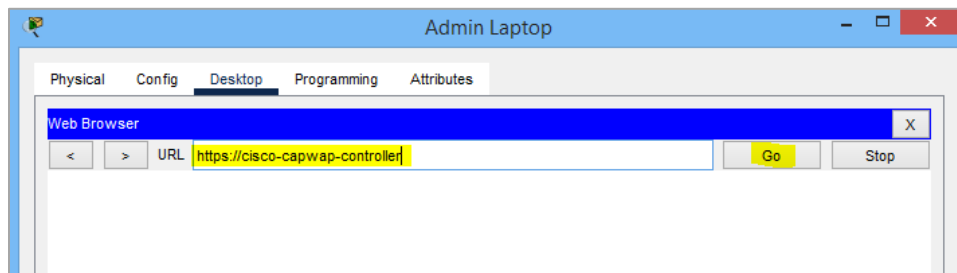 Admin Laptop
Physical Config Desktop Programming Attributes
Web Browser X
< > URL https://cisco-capwap-controller Go Stop